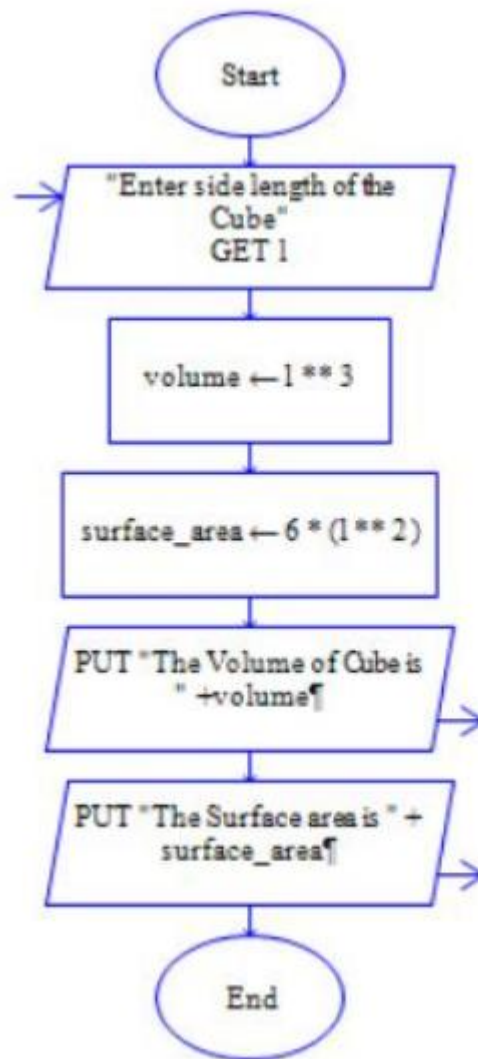 Start
"Enter side length of the
Cube"
GET l
volume ← l ** 3
surface_area ← 6 * (l ** 2)
PUT "The Volume of Cube is
" +volume¶
PUT "The Surface area is " +
surface_area¶
End